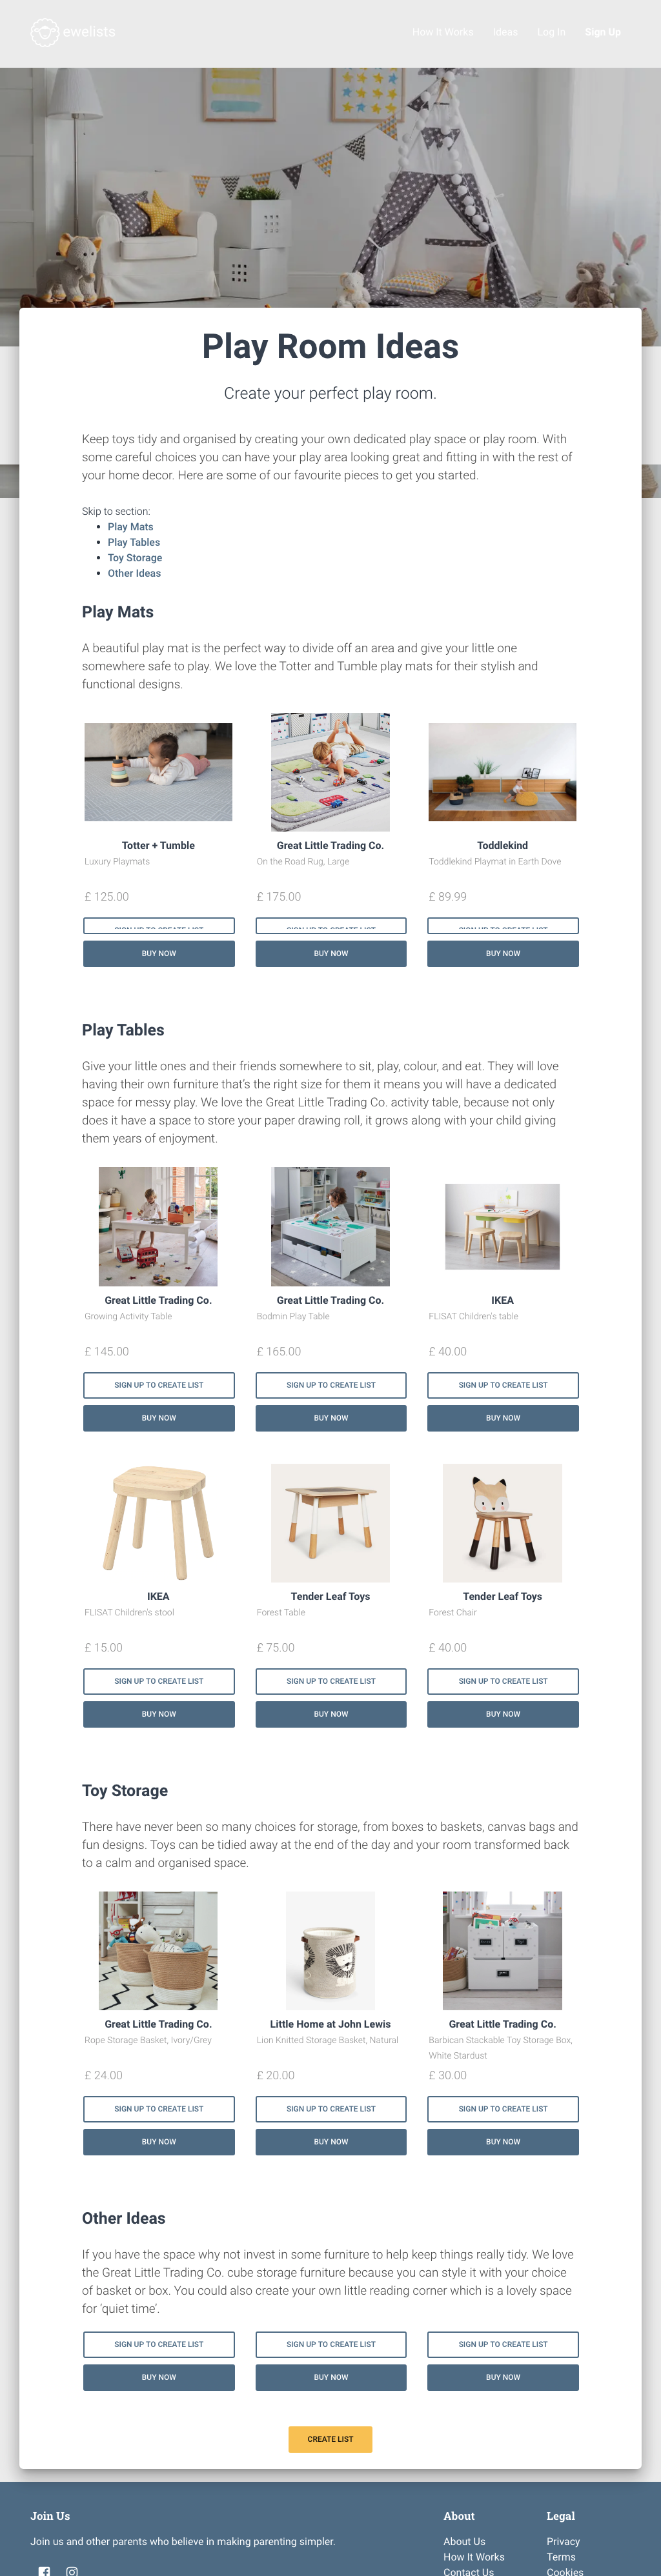 ewelists
How It Works
Ideas
Log In
Sign Up
Play Room Ideas
Create your perfect play room.
Keep toys tidy and organised by creating your own dedicated play space or play room. With
some careful choices you can have your play area looking great and fitting in with the rest of
your home decor. Here are some of our favourite pieces to get you started.
Skip to section:
Play Mats
Play Tables
Toy Storage
Other Ideas
Play Mats
A beautiful play mat is the perfect way to divide off an area and give your little one
somewhere safe to play. We love the Totter and Tumble play mats for their stylish and
functional designs.
Totter + Tumble
Luxury Playmats
£ 125.00
SIGN UP TO CREATE LIST
BUY NOW
Great Little Trading Co.
On the Road Rug, Large
£ 175.00
SIGN UP TO CREATE LIST
BUY NOW
Toddlekind
Toddlekind Playmat in Earth Dove
£ 89.99
SIGN UP TO CREATE LIST
BUY NOW
Play Tables
Give your little ones and their friends somewhere to sit, play, colour, and eat. They will love
having their own furniture that's the right size for them it means you will have a dedicated
space for messy play. We love the Great Little Trading Co. activity table, because not only
does it have a space to store your paper drawing roll, it grows along with your child giving
them years of enjoyment.
Great Little Trading Co.
Growing Activity Table
£ 145.00
SIGN UP TO CREATE LIST
BUY NOW
Great Little Trading Co.
Bodmin Play Table
£ 165.00
SIGN UP TO CREATE LIST
BUY NOW
IKEA
FLISAT Children's table
£ 40.00
SIGN UP TO CREATE LIST
BUY NOW
IKEA
FLISAT Children's stool
£ 15.00
SIGN UP TO CREATE LIST
BUY NOW
Tender Leaf Toys
Forest Table
£ 75.00
SIGN UP TO CREATE LIST
BUY NOW
Tender Leaf Toys
Forest Chair
£ 40.00
SIGN UP TO CREATE LIST
BUY NOW
Toy Storage
There have never been so many choices for storage, from boxes to baskets, canvas bags and
fun designs. Toys can be tidied away at the end of the day and your room transformed back
to a calm and organised space.
Great Little Trading Co.
Rope Storage Basket, Ivory/Grey
£ 24.00
SIGN UP TO CREATE LIST
BUY NOW
Little Home at John Lewis
Lion Knitted Storage Basket, Natural
£ 20.00
SIGN UP TO CREATE LIST
BUY NOW
Great Little Trading Co.
Barbican Stackable Toy Storage Box,
White Stardust
£ 30.00
SIGN UP TO CREATE LIST
BUY NOW
Other Ideas
If you have the space why not invest in some furniture to help keep things really tidy. We love
the Great Little Trading Co. cube storage furniture because you can style it with your choice
of basket or box. You could also create your own little reading corner which is a lovely space
for ‘quiet time’.
SIGN UP TO CREATE LIST
BUY NOW
SIGN UP TO CREATE LIST
BUY NOW
SIGN UP TO CREATE LIST
BUY NOW
CREATE LIST
Join Us
Join us and other parents who believe in making parenting simpler.
About
About Us
How It Works
Contact Us
Legal
Privacy
Terms
Cookies